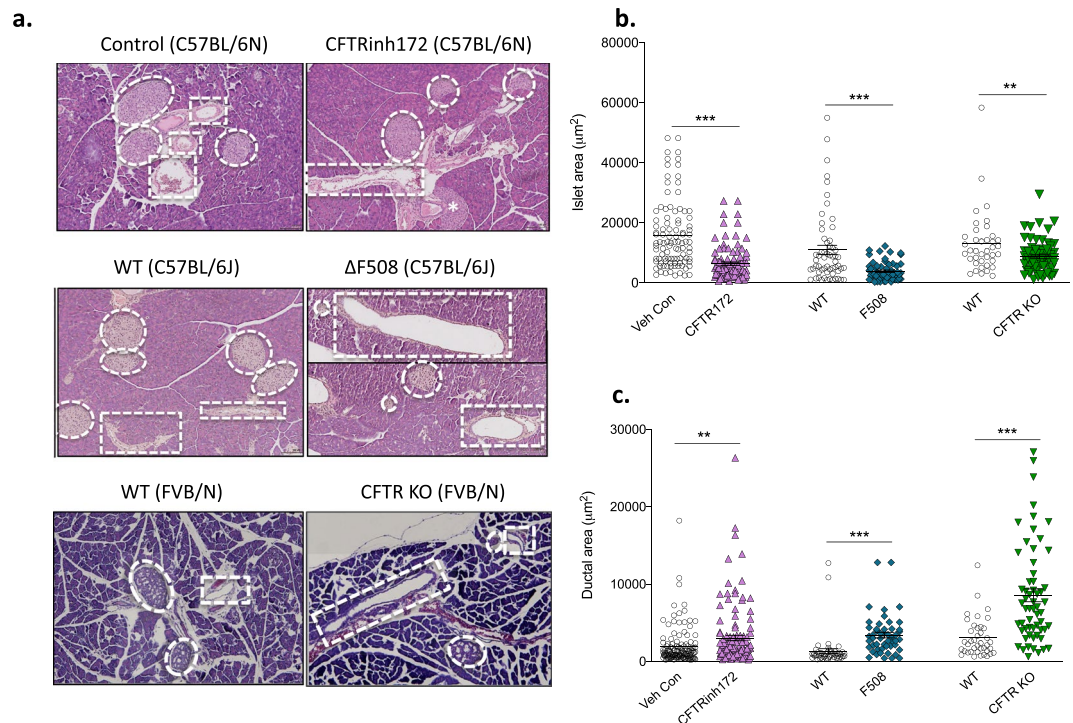 a.
Control (C57BL/6N)
CFTRinh172 (C57BL/6N)
*
WT (C57BL/6J)
ΔF508 (C57BL/6J)
WT (FVB/N)
CFTR KO (FVB/N)
b.
Islet area (µm²)
80000
60000
40000
20000
0
***
***
**
Veh Con
CFTR172
WT
F508
WT
CFTR KO
c.
Ductal area (µm²)
30000
20000
10000
0
**
***
***
Veh Con
CFTRinh172
WT
F508
WT
CFTR KO